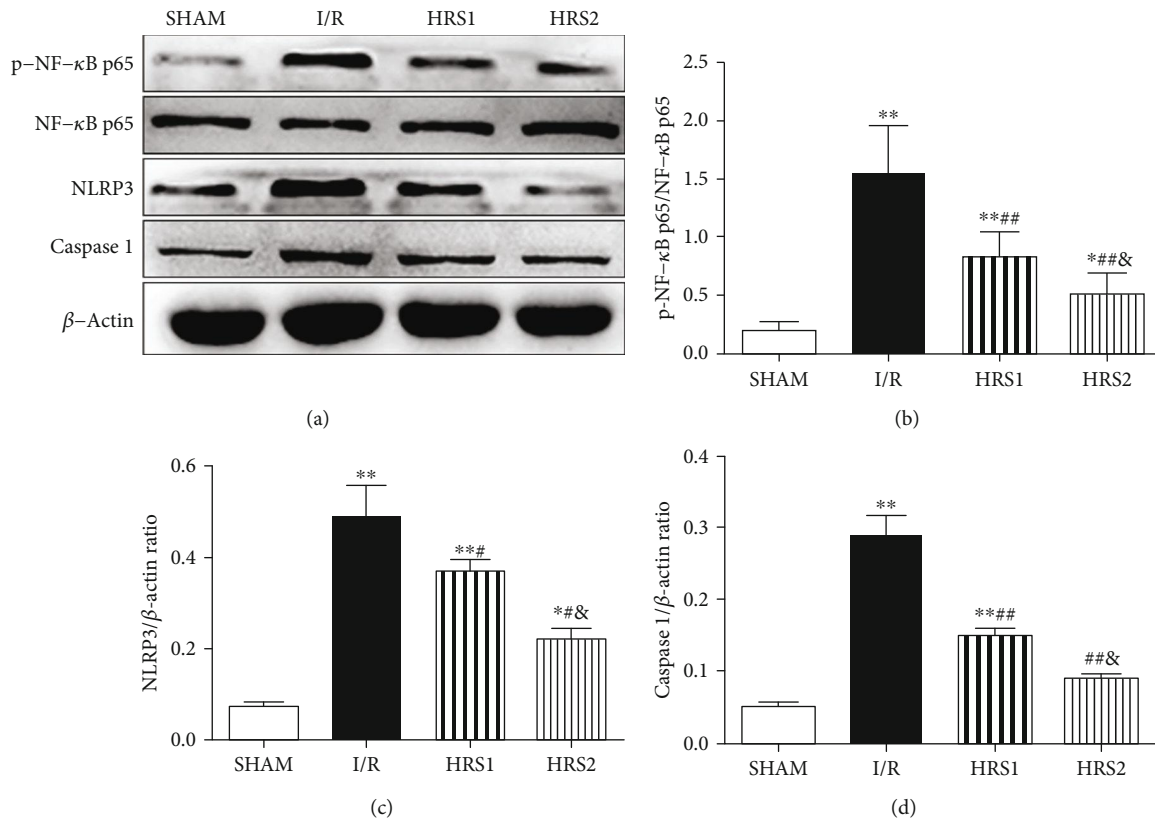 SHAM I/R HRS1 HRS2
p–NF–κB p65
NF–κB p65
NLRP3
Caspase 1
β–Actin
(a)
p-NF–κB p65/NF–κB p65
2.5
2.0
1.5
1.0
0.5
0.0
**
**##
*##&
SHAM I/R HRS1 HRS2
(b)
NLRP3/β-actin ratio
0.6
0.4
0.2
0.0
**
**#
*#&
SHAM I/R HRS1 HRS2
(c)
Caspase 1/β-actin ratio
0.4
0.3
0.2
0.1
0.0
**
**##
##&
SHAM I/R HRS1 HRS2
(d)